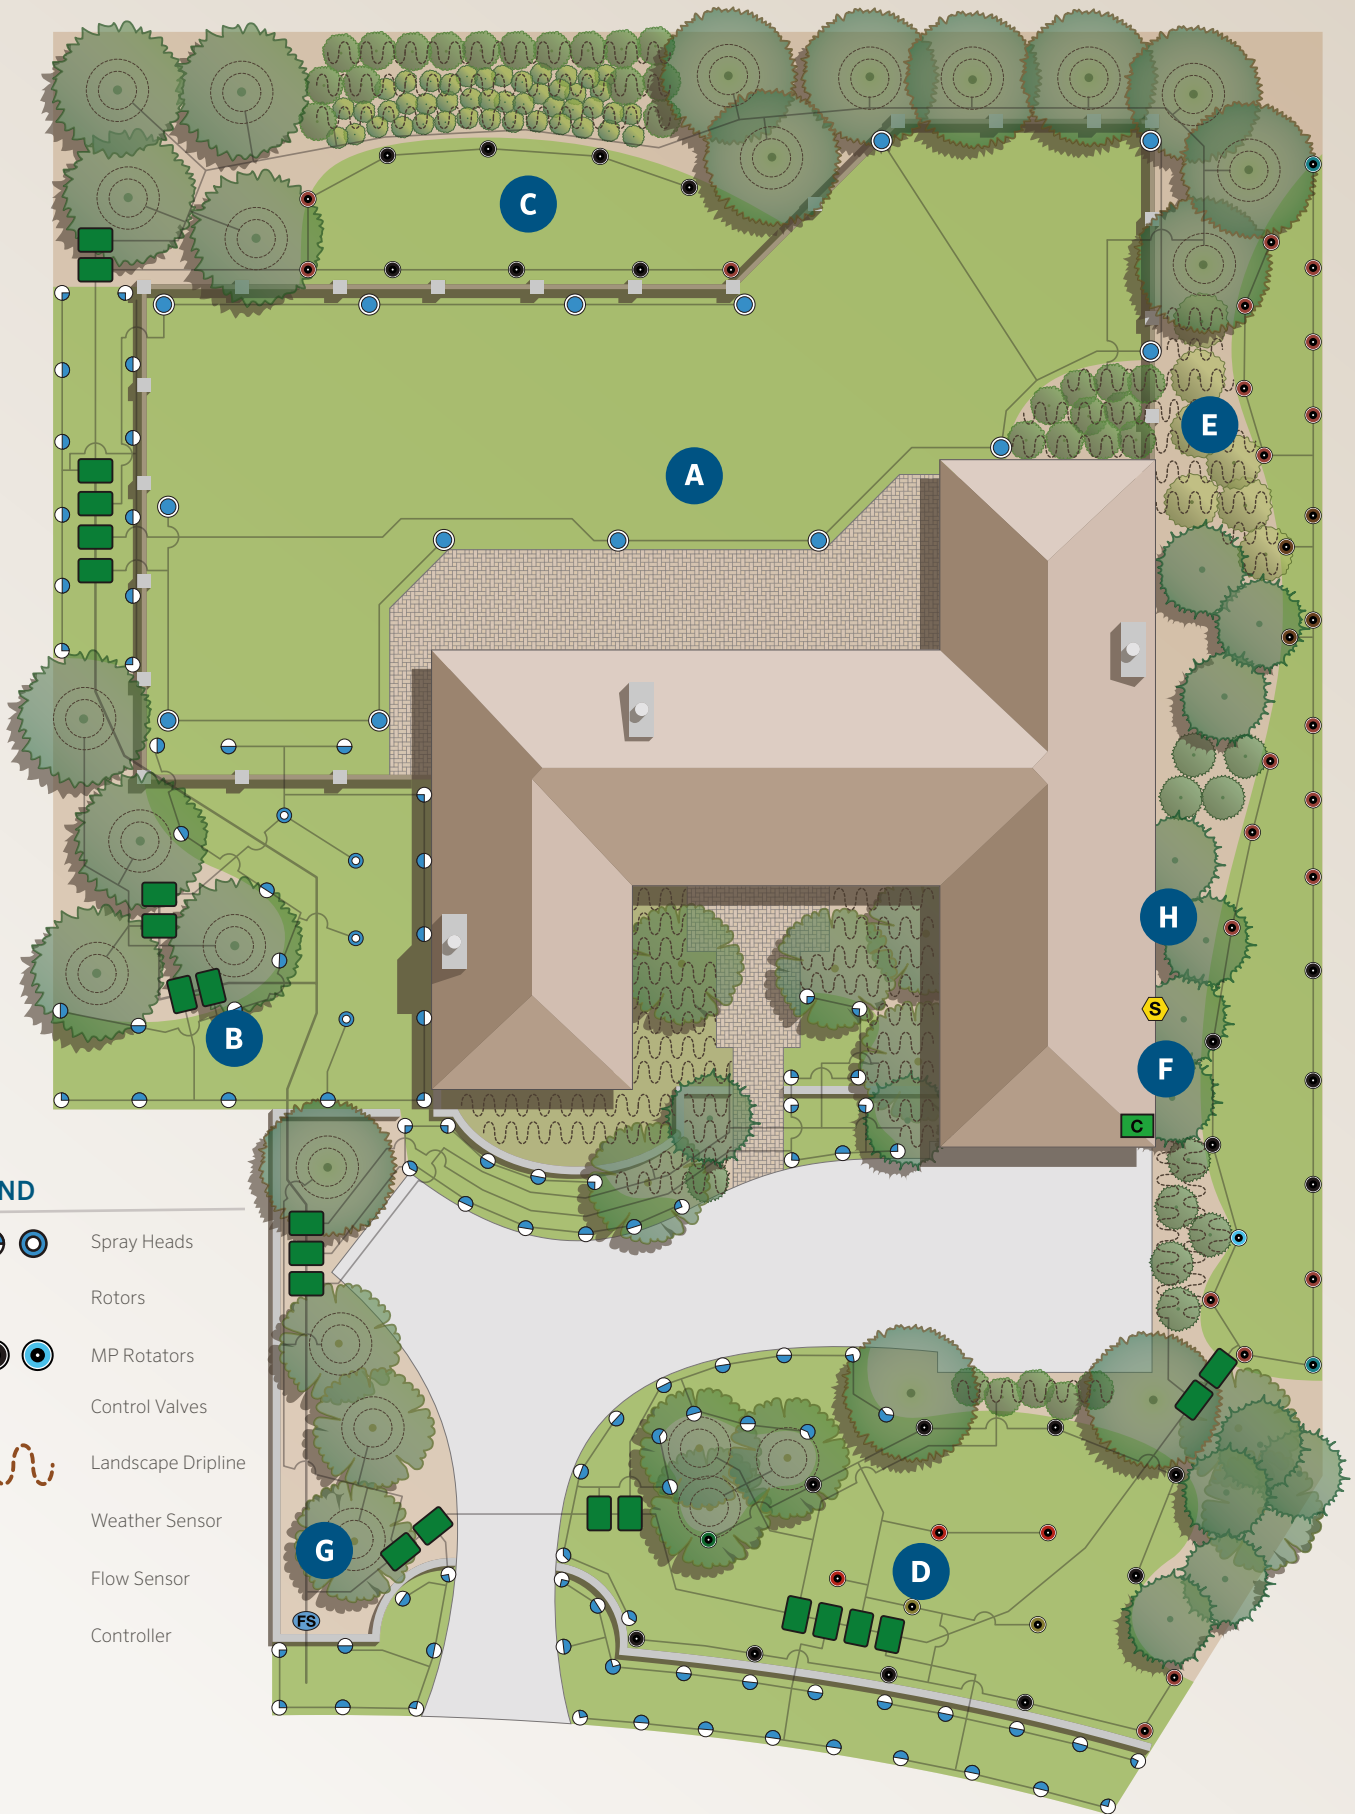 C
E
A
H
S
B
F
C
ND
Spray Heads
Rotors
MP Rotators
Control Valves
Landscape Dripline
Weather Sensor
G
D
Flow Sensor
FS
Controller